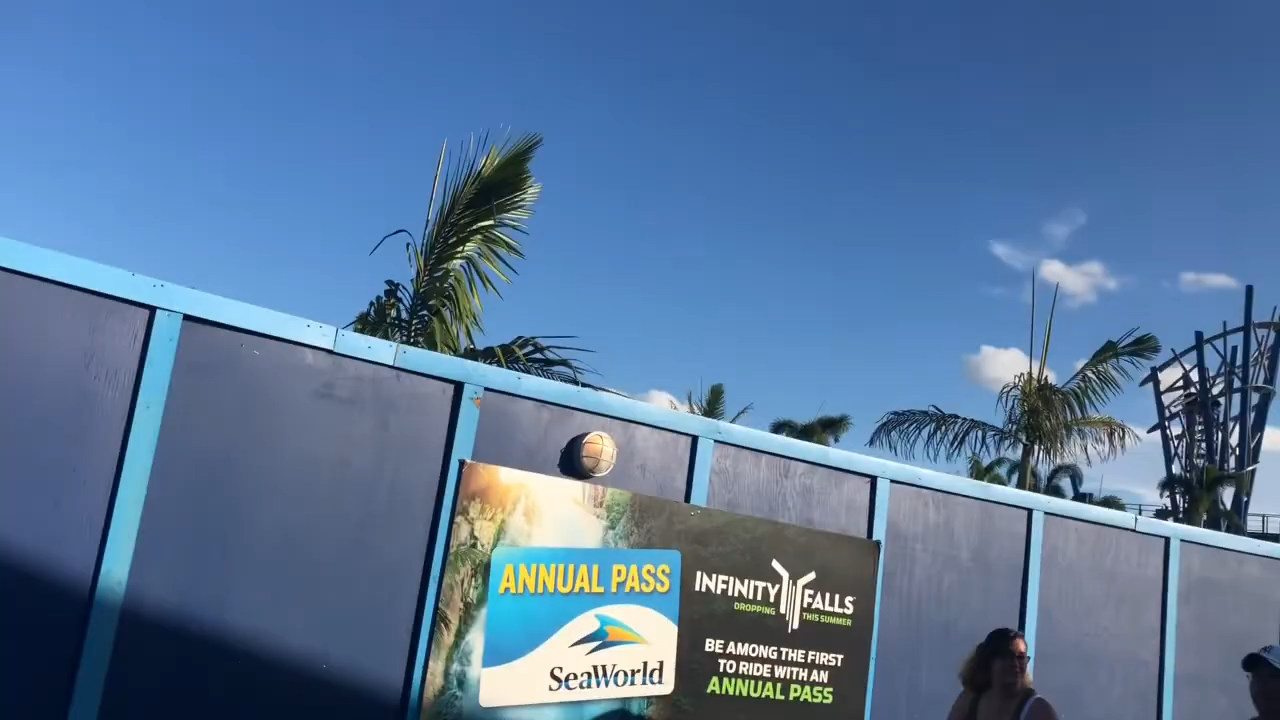 ANNUAL PASS
SeaWorld
INFINITY FALLS
DROPPING THIS SUMMER
BE AMONG THE FIRST
TO RIDE WITH AN
ANNUAL PASS